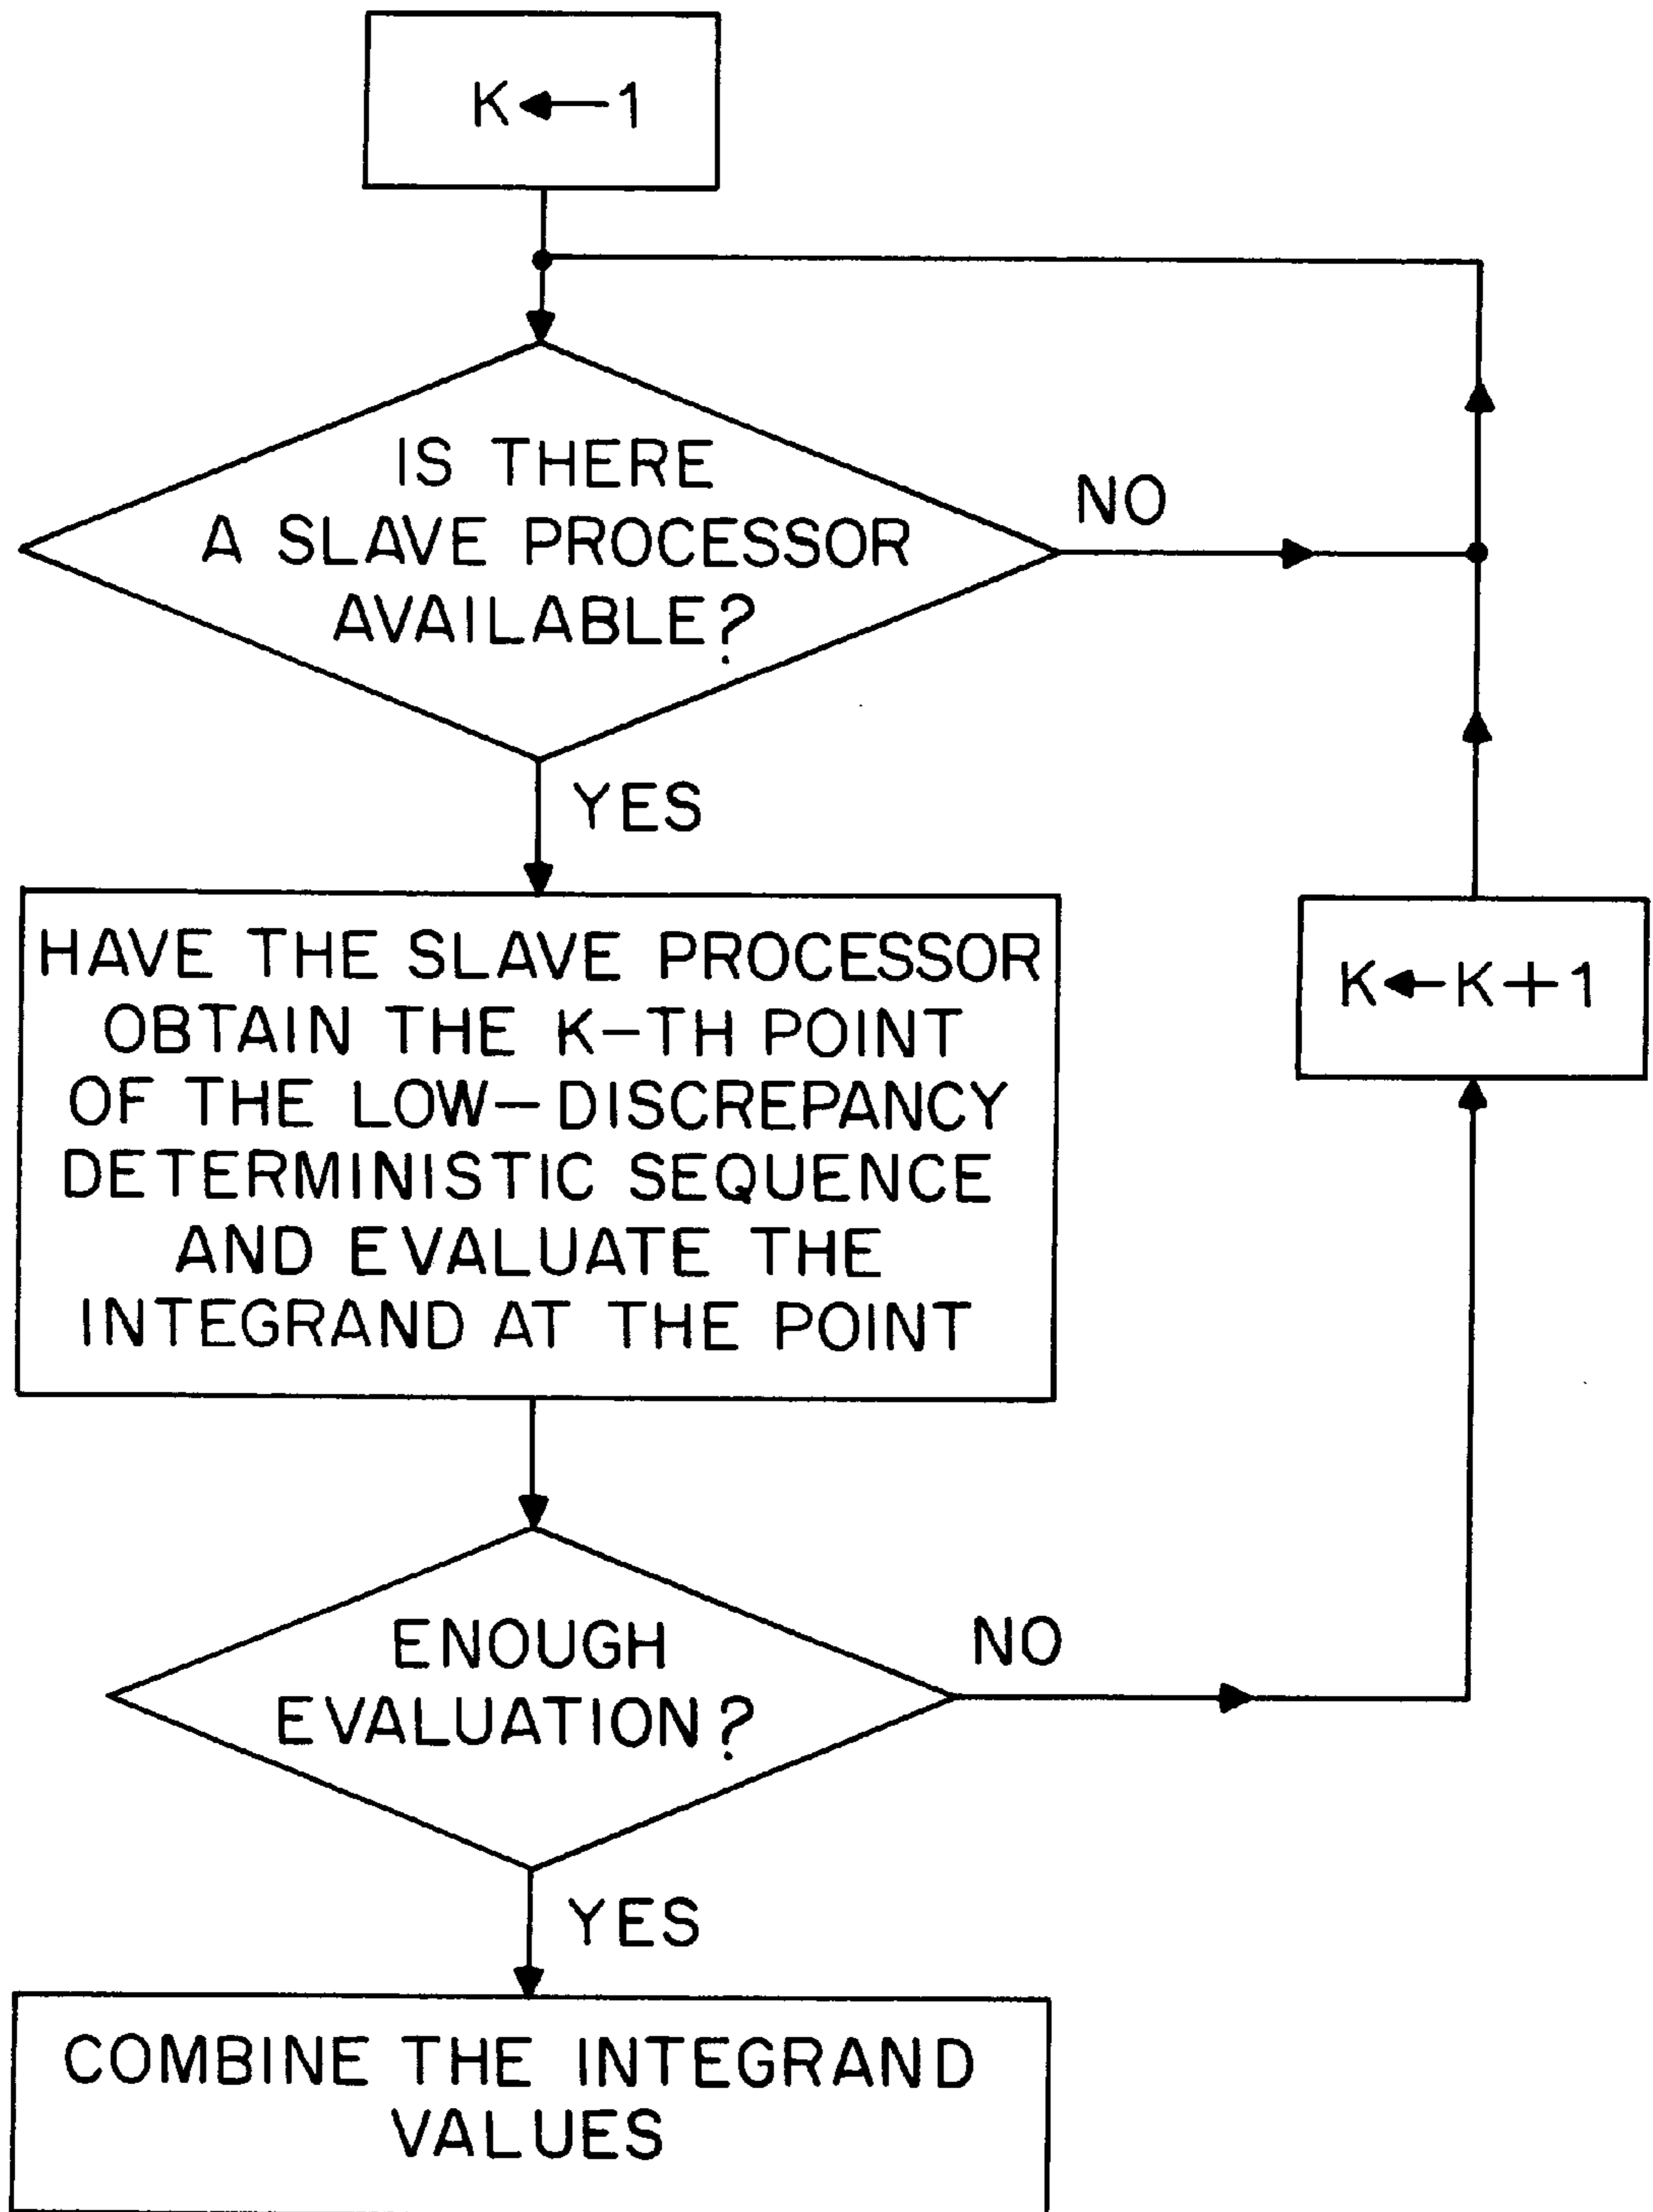 K←1
IS THERE
A SLAVE PROCESSOR
AVAILABLE?
NO
YES
HAVE THE SLAVE PROCESSOR
OBTAIN THE K-TH POINT
OF THE LOW-DISCREPANCY
DETERMINISTIC SEQUENCE
AND EVALUATE THE
INTEGRAND AT THE POINT
K←K+1
ENOUGH
EVALUATION?
NO
YES
COMBINE THE INTEGRAND
VALUES